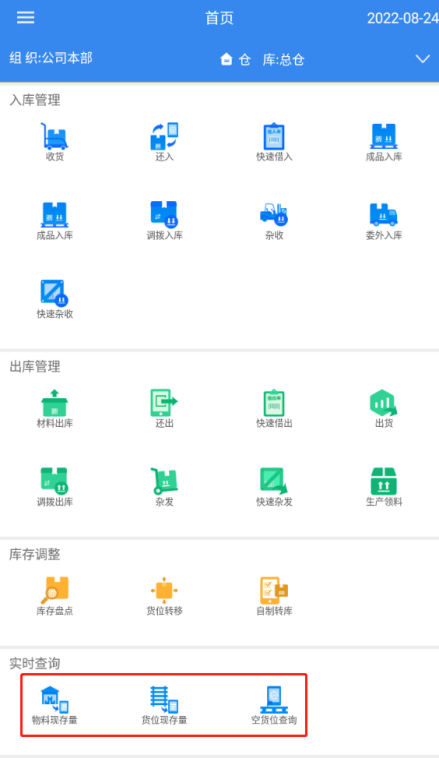 首页 2022-08-24
组 织:公司本部 仓 库:总仓
入库管理
收货 还入 快速借入 成品入库
成品入库 调拨入库 杂收 委外入库
快速杂收
出库管理
材料出库 还出 快速借出 出货
调拨出库 杂发 快速杂发 生产领料
库存调整
库存盘点 货位转移 自制转库
实时查询
物料现存量 货位现存量 空货位查询